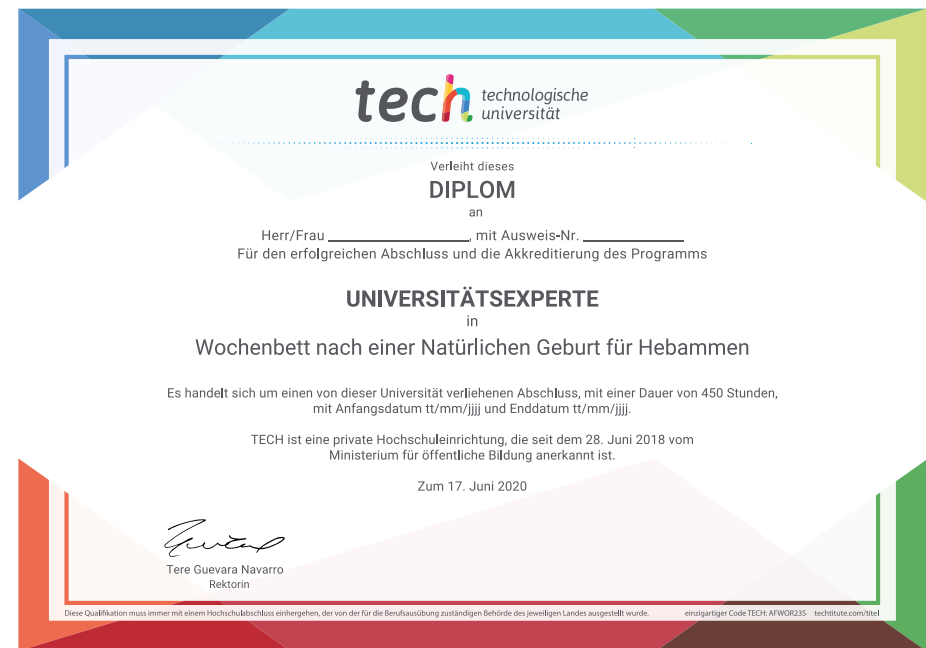 tech technologische
universität
Verleiht dieses
DIPLOM
an
Herr/Frau ____________, mit Ausweis-Nr. ____________
Für den erfolgreichen Abschluss und die Akkreditierung des Programms
UNIVERSITÄTSEXPERTE
in
Wochenbett nach einer Natürlichen Geburt für Hebammen
Es handelt sich um einen von dieser Universität verliehenen Abschluss, mit einer Dauer von 450 Stunden,
mit Anfangsdatum tt/mm/jjjj und Enddatum tt/mm/jjjj.
TECH ist eine private Hochschuleinrichtung, die seit dem 28. Juni 2018 vom
Ministerium für öffentliche Bildung anerkannt ist.
Zum 17. Juni 2020
Tere Guevara Navarro
Rektorin
Diese Qualifikation muss immer mit einem Hochschulabschluss einhergehen, der von der für die Berufsausübung zuständigen Behörde des jeweiligen Landes ausgestellt wurde. einzigartiger Code TECH: AFWOR23S techtitute.com/titel